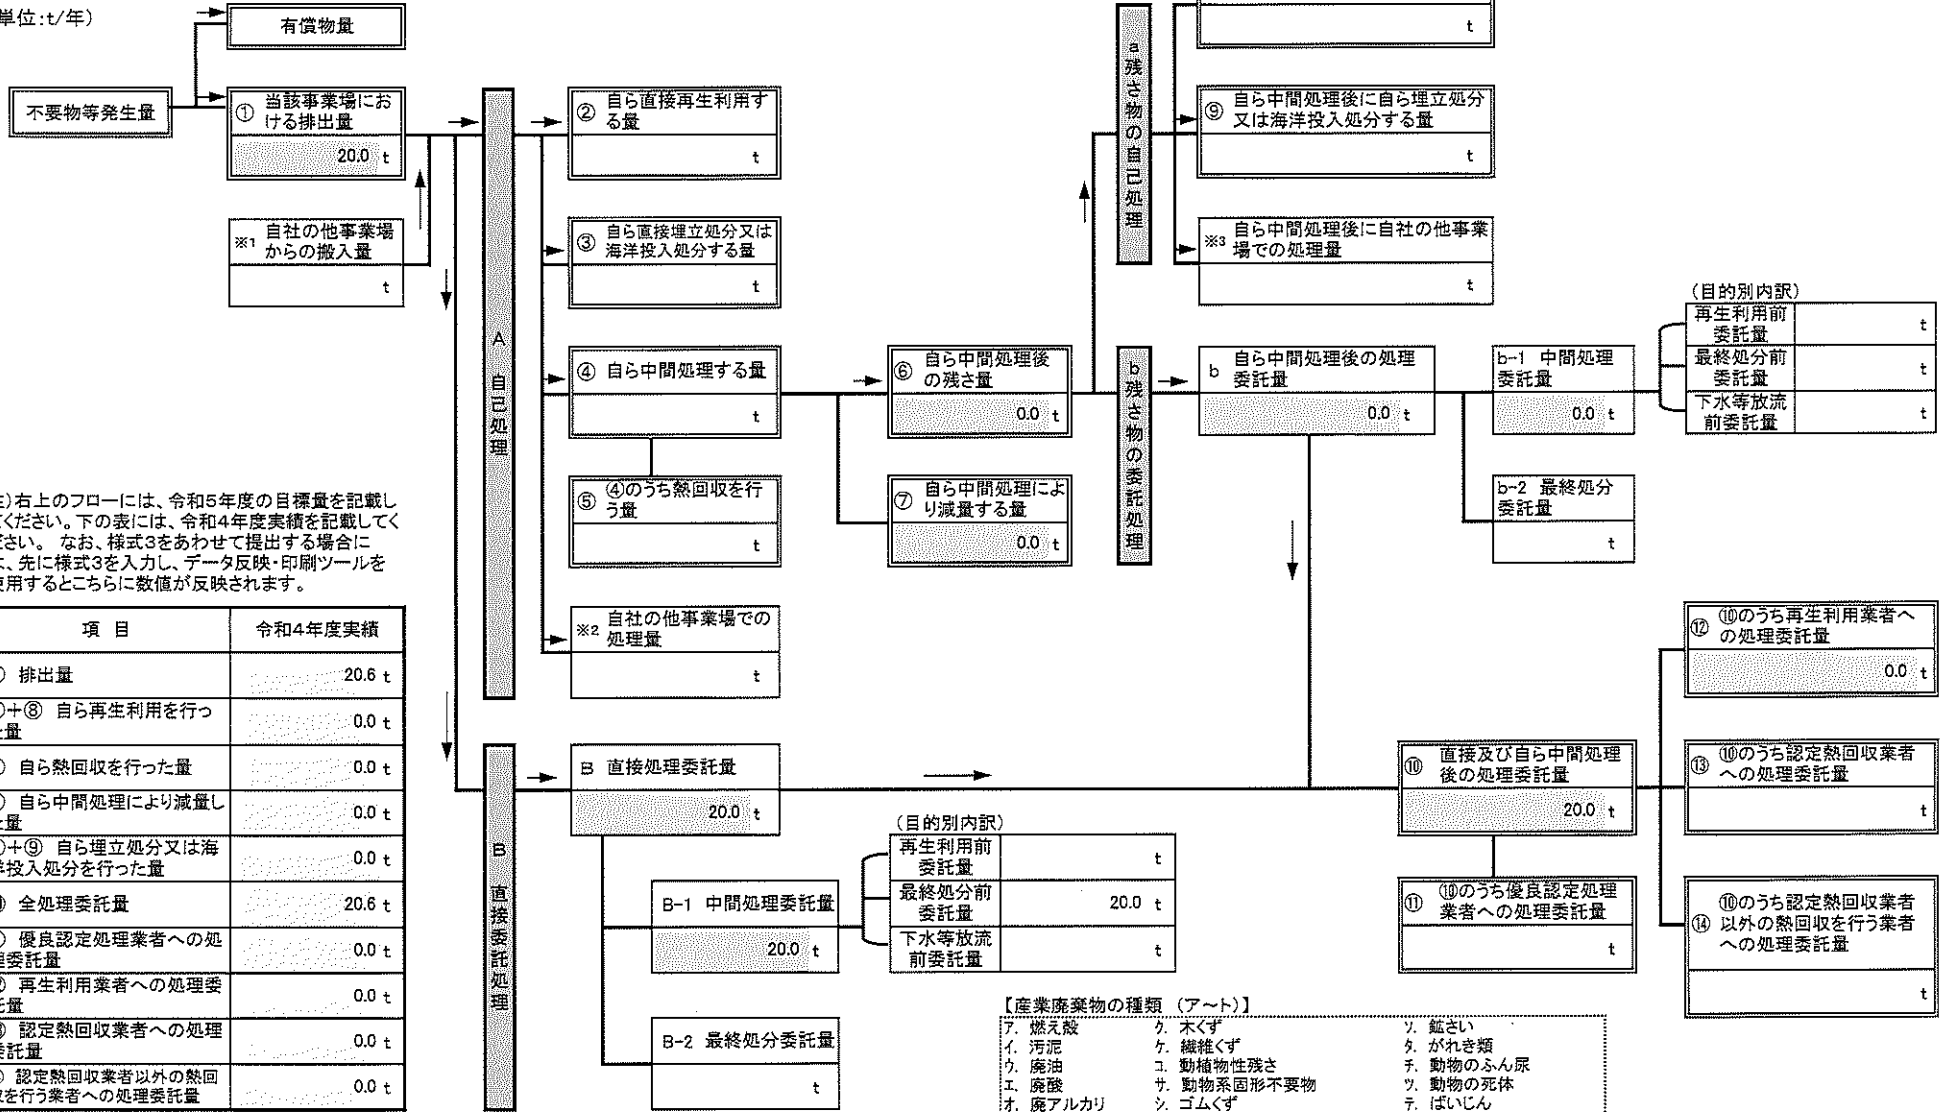 単位:t/年)
有償物量
不要物等発生量
① 当該事業場にお
ける排出量
20.0 t
※1 自社の他事業場
からの搬入量
t
A 自己処理
② 自ら直接再生利用す
る量
t
③ 自ら直接埋立処分又は
海洋投入処分する量
t
④ 自ら中間処理する量
t
⑤ ④のうち熱回収を行
う量
t
※2 自社の他事業場での
処理量
t
⑥ 自ら中間処理後
の残さ量
0.0 t
⑦ 自ら中間処理によ
り減量する量
0.0 t
a 残さ物の自己処理
t
⑨ 自ら中間処理後に自ら埋立処分
又は海洋投入処分する量
t
※3 自ら中間処理後に自社の他事業
場での処理量
t
b 残さ物の委託処理
b 自ら中間処理後の処理
委託量
0.0 t
b-1 中間処理
委託量
0.0 t
b-2 最終処分
委託量
t
(目的別内訳)
再生利用前
委託量
t
最終処分前
委託量
t
下水等放流
前委託量
t
)右上のフローには、令和5年度の目標量を記載し
ください。下の表には、令和4年度実績を記載してく
ださい。 なお、様式3をあわせて提出する場合に
、先に様式3を入力し、データ反映・印刷ツールを
使用するとこちらに数値が反映されます。
項 目 令和4年度実績
) 排出量 20.6 t
)+⑧ 自ら再生利用を行っ
た量 0.0 t
) 自ら熱回収を行った量 0.0 t
) 自ら中間処理により減量し
た量 0.0 t
)+⑨ 自ら埋立処分又は海
洋投入処分を行った量 0.0 t
) 全処理委託量 20.6 t
) 優良認定処理業者への処
理委託量 0.0 t
) 再生利用業者への処理委
託量 0.0 t
) 認定熱回収業者への処理
委託量 0.0 t
) 認定熱回収業者以外の熱回
収を行う業者への処理委託量 0.0 t
B 直接委託処理
B 直接処理委託量
20.0 t
B-1 中間処理委託量
20.0 t
B-2 最終処分委託量
t
(目的別内訳)
再生利用前
委託量
t
最終処分前
委託量
20.0 t
下水等放流
前委託量
t
⑩ 直接及び自ら中間処理
後の処理委託量
20.0 t
⑪ ⑩のうち優良認定処理
業者への処理委託量
t
⑫ ⑩のうち再生利用業者へ
の処理委託量
0.0 t
⑬ ⑩のうち認定熱回収業者
への処理委託量
t
⑭ ⑩のうち認定熱回収業者
以外の熱回収を行う業者
への処理委託量
t
【産業廃棄物の種類 (ア～ト)】
ア. 燃え殻 ク. 木くず ソ. 鉱さい
イ. 汚泥 ケ. 繊維くず タ. がれき類
ウ. 廃油 コ. 動植物性残さ チ. 動物のふん尿
エ. 廃酸 サ. 動物系固形不要物 ツ. 動物の死体
オ. 廃アルカリ シ. ゴムくず テ. ばいじん